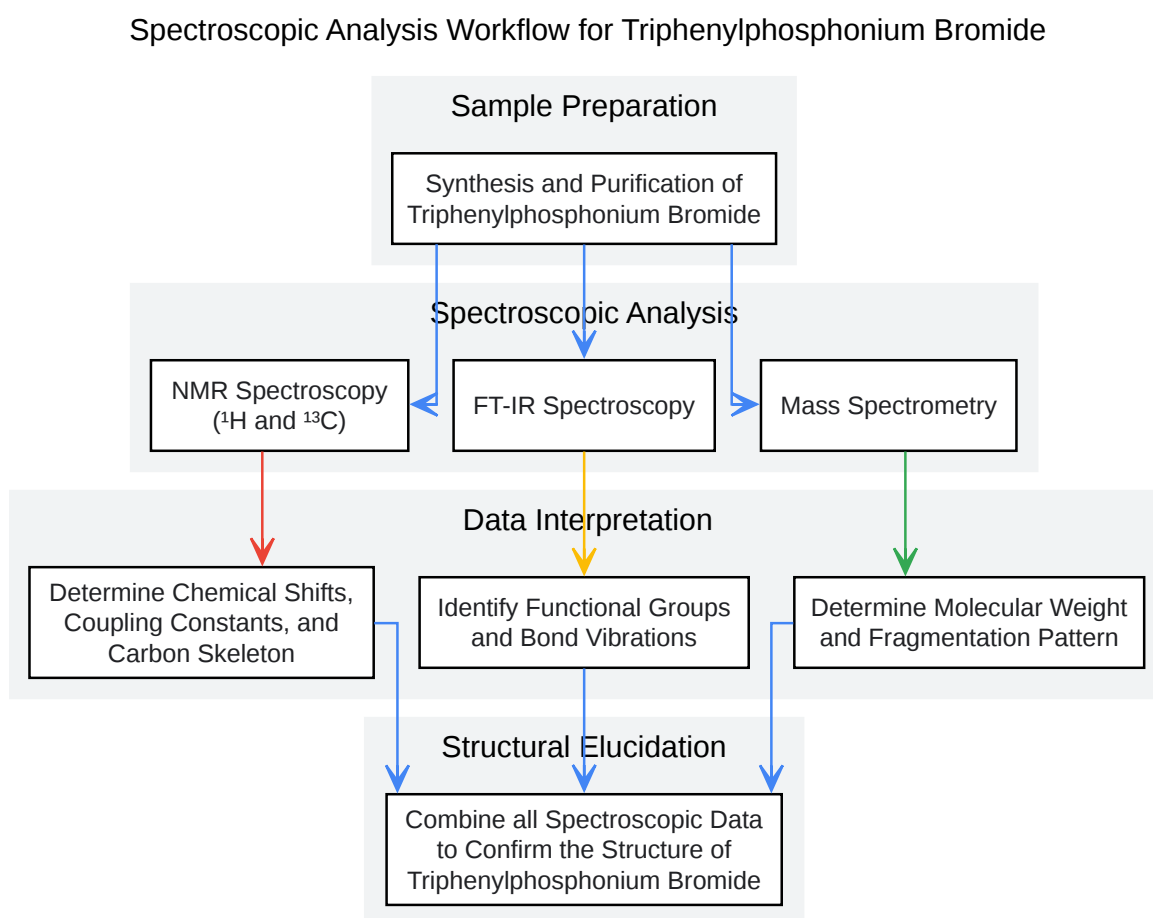 Spectroscopic Analysis Workflow for Triphenylphosphonium Bromide
Sample Preparation
Synthesis and Purification of
Triphenylphosphonium Bromide
Spectroscopic Analysis
NMR Spectroscopy
(¹H and ¹³C)
FT-IR Spectroscopy
Mass Spectrometry
Data Interpretation
Determine Chemical Shifts,
Coupling Constants, and
Carbon Skeleton
Identify Functional Groups
and Bond Vibrations
Determine Molecular Weight
and Fragmentation Pattern
Structural Elucidation
Combine all Spectroscopic Data
to Confirm the Structure of
Triphenylphosphonium Bromide